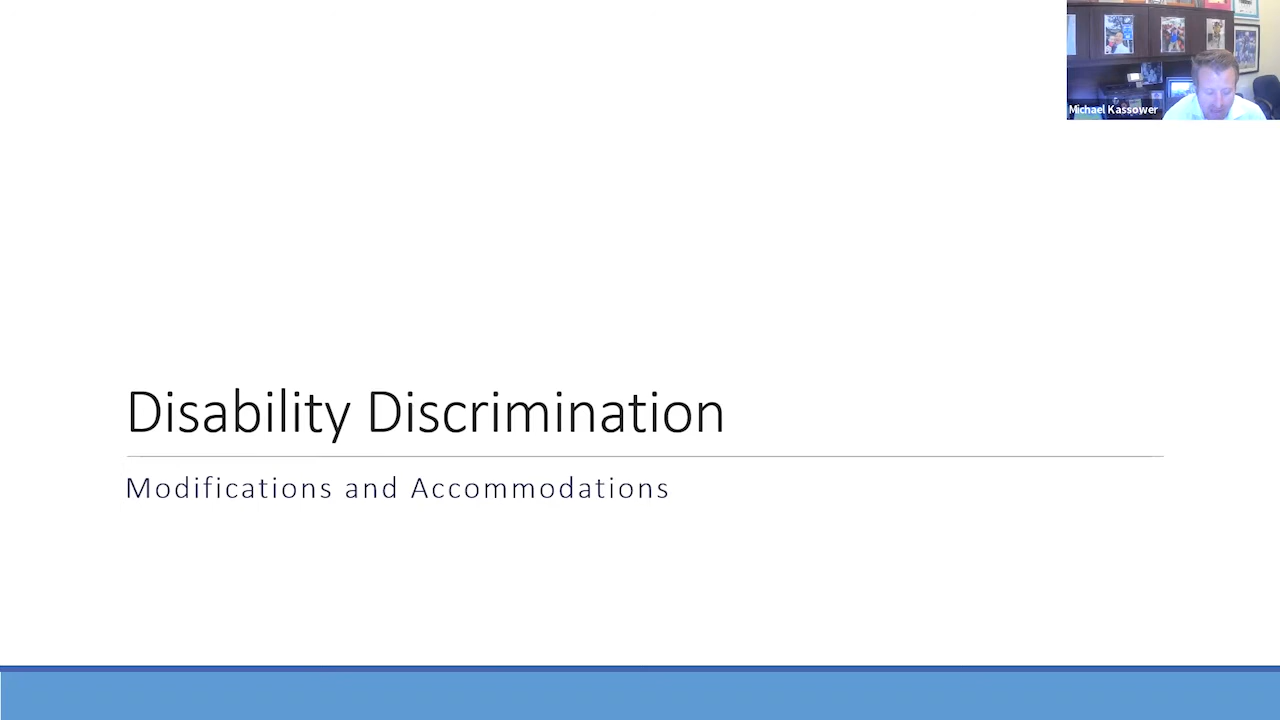 Michael Kassower
Disability Discrimination
Modifications and Accommodations